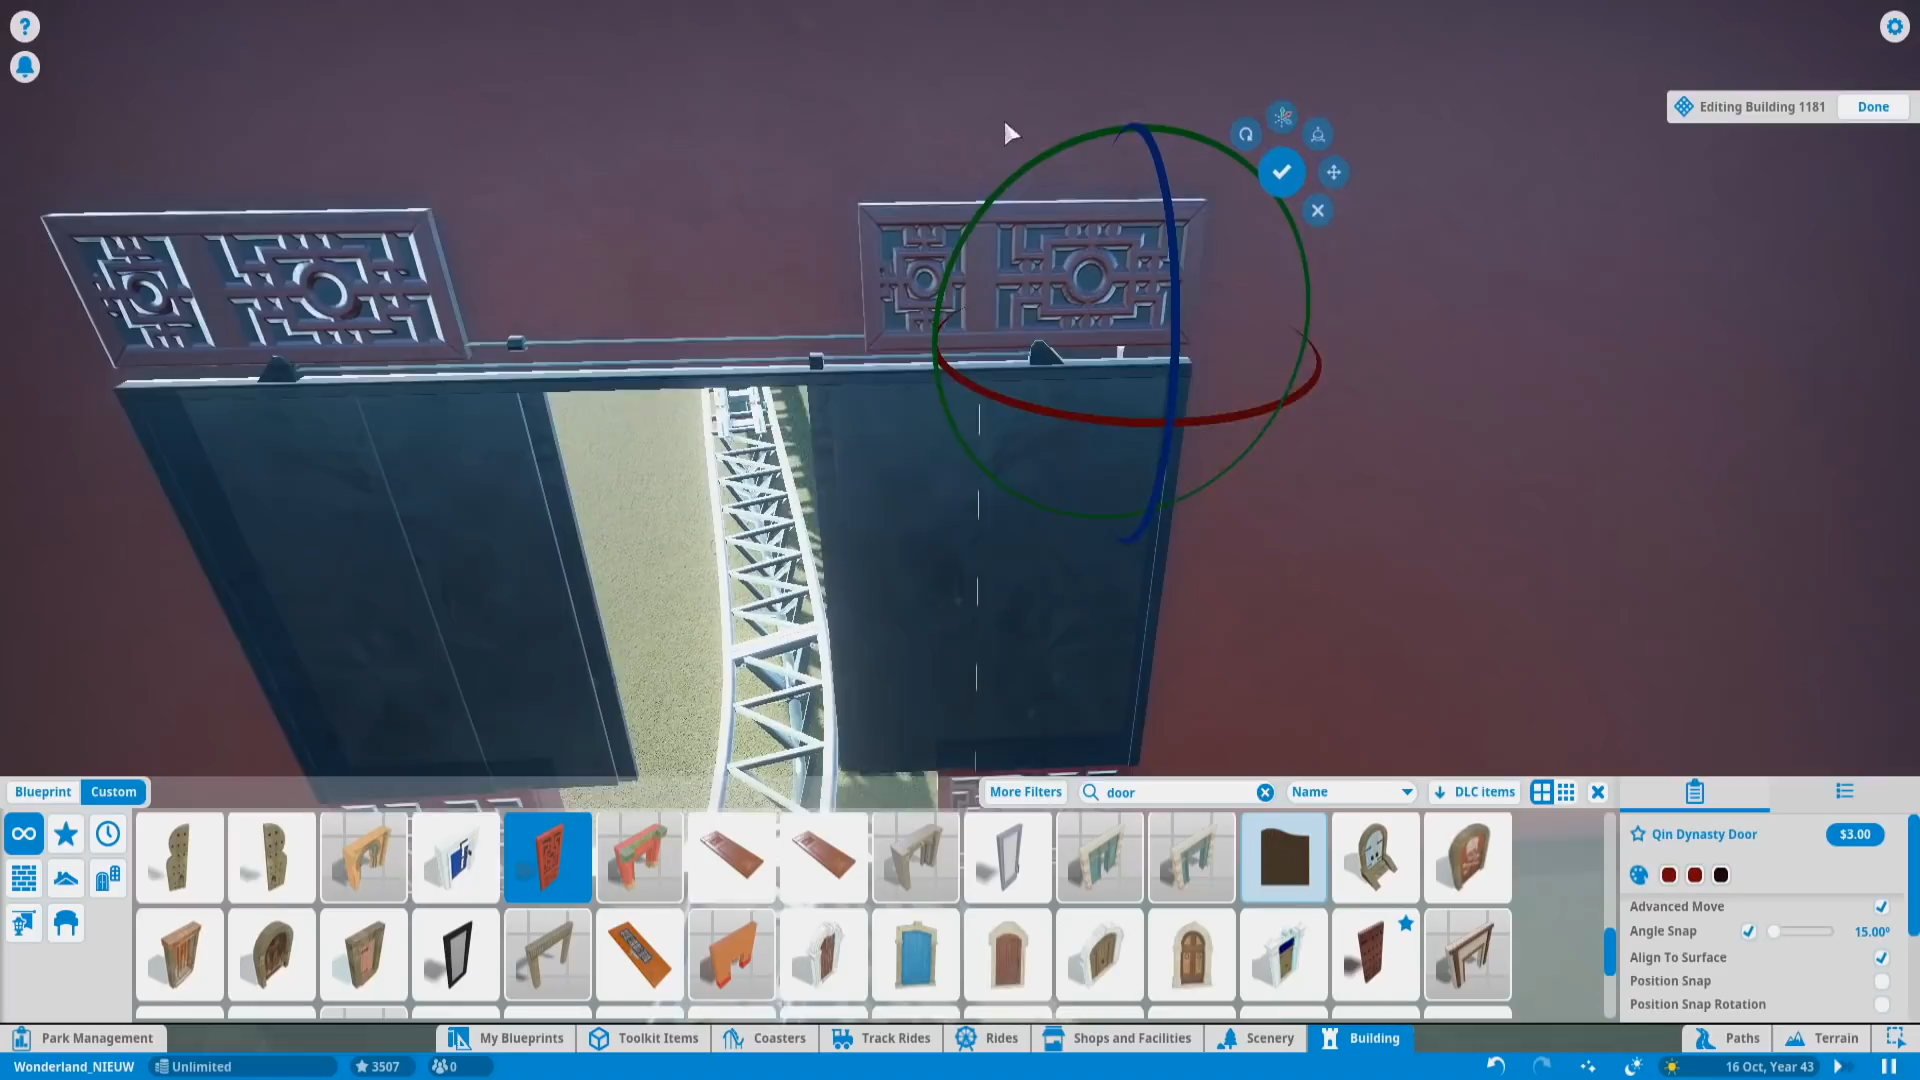 ?
Editing Building 1181
Done
Blueprint
Custom
More Filters
door
Name
DLC items
Qin Dynasty Door
$3.00
Advanced Move
Angle Snap
15.00°
Align To Surface
Position Snap
Position Snap Rotation
Park Management
My Blueprints
Toolkit Items
Coasters
Track Rides
Rides
Shops and Facilities
Scenery
Building
Paths
Terrain
Wonderland_NIEUW
Unlimited
3507
0
16 Oct, Year 43